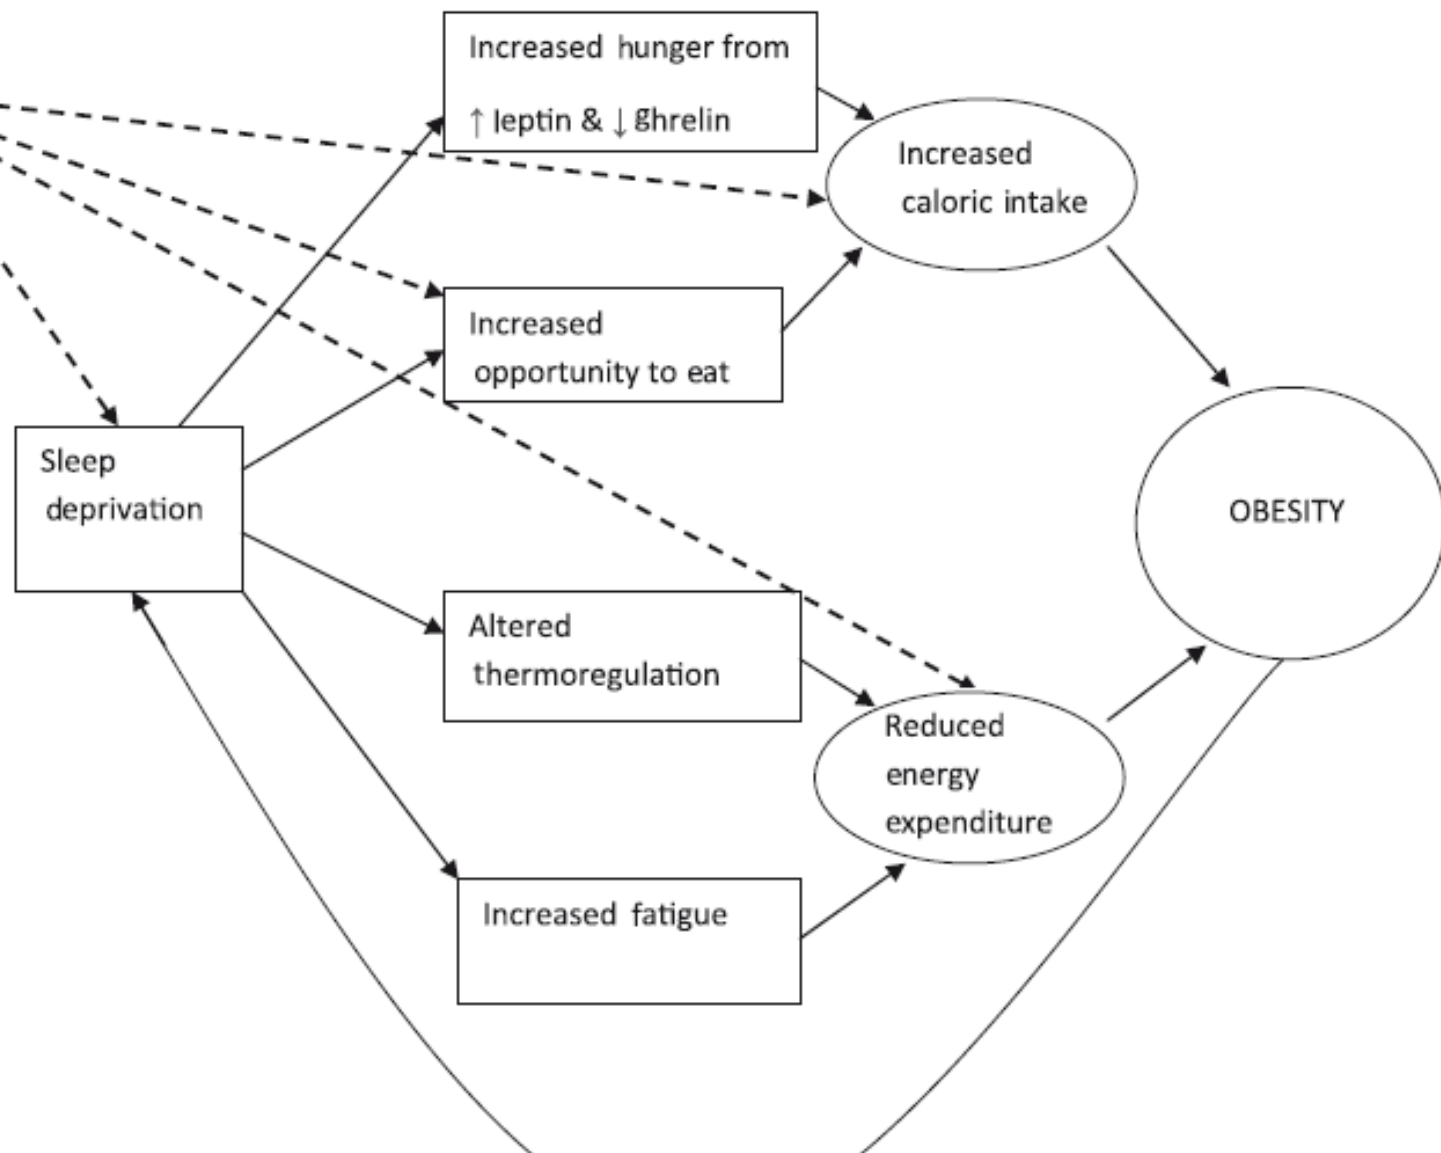 Increased hunger from
↑ leptin & ↓ ghrelin
Increased
caloric intake
Increased
opportunity to eat
Sleep
deprivation
OBESITY
Altered
thermoregulation
Reduced
energy
expenditure
Increased fatigue